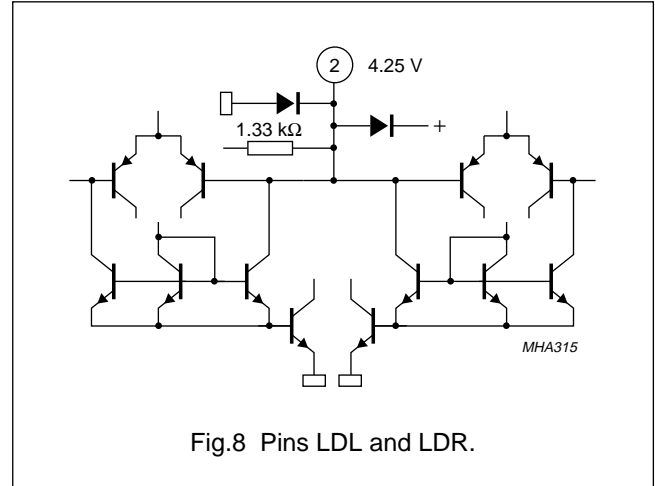 2 4.25 V
1.33 kΩ
+
MHA315
Fig.8 Pins LDL and LDR.